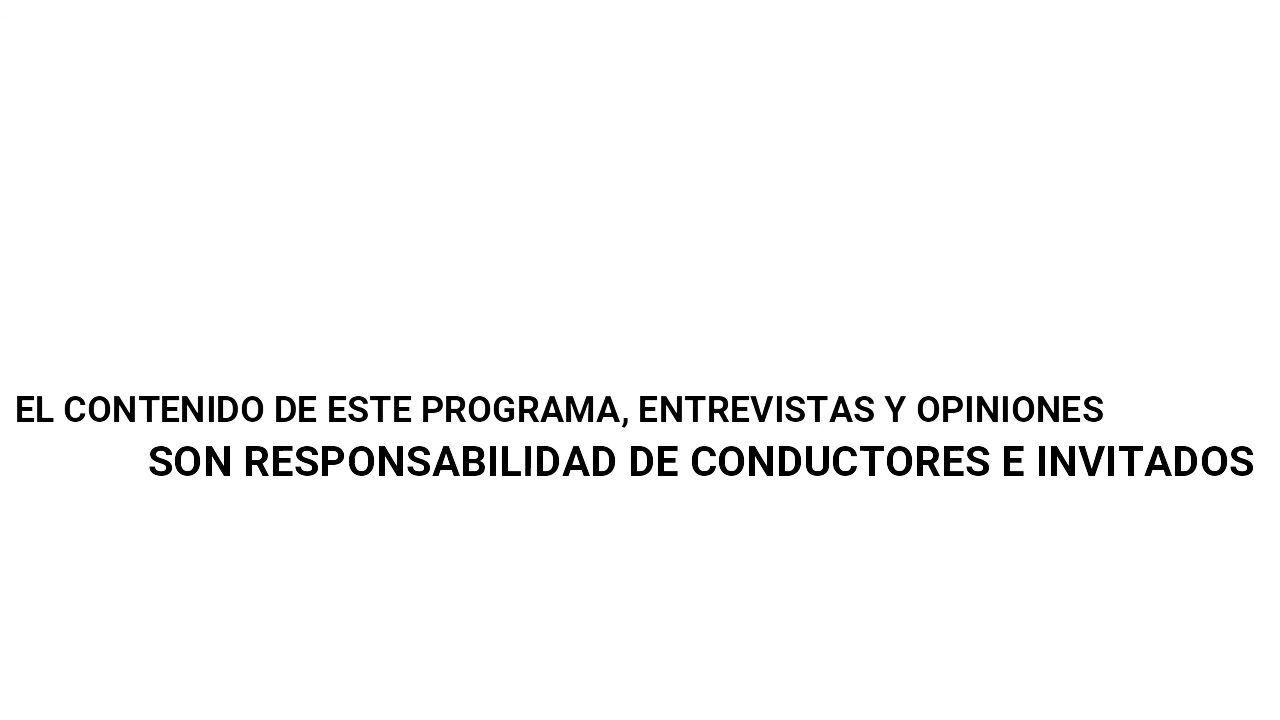 EL CONTENIDO DE ESTE PROGRAMA, ENTREVISTAS Y OPINIONES
SON RESPONSABILIDAD DE CONDUCTORES E INVITADOS